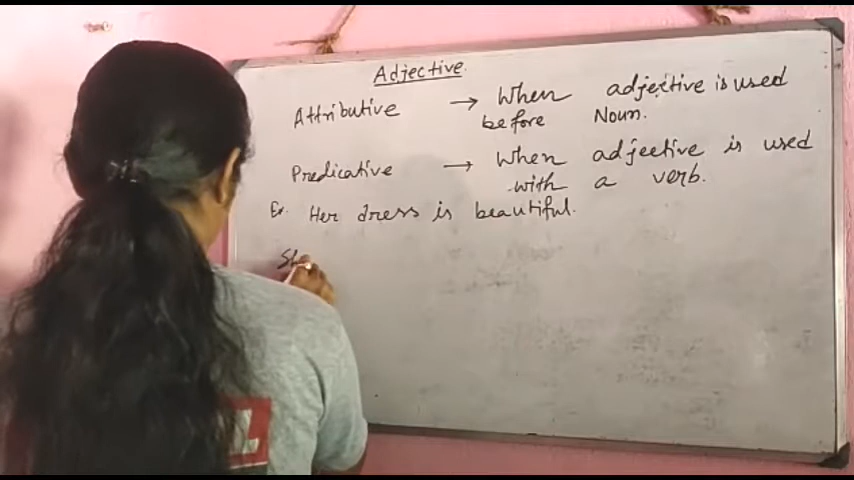 Adjective.
Attributive → When adjective is used
before Noun.
Predicative → When adjective is used
with a verb.
Ex. Her dress is beautiful.